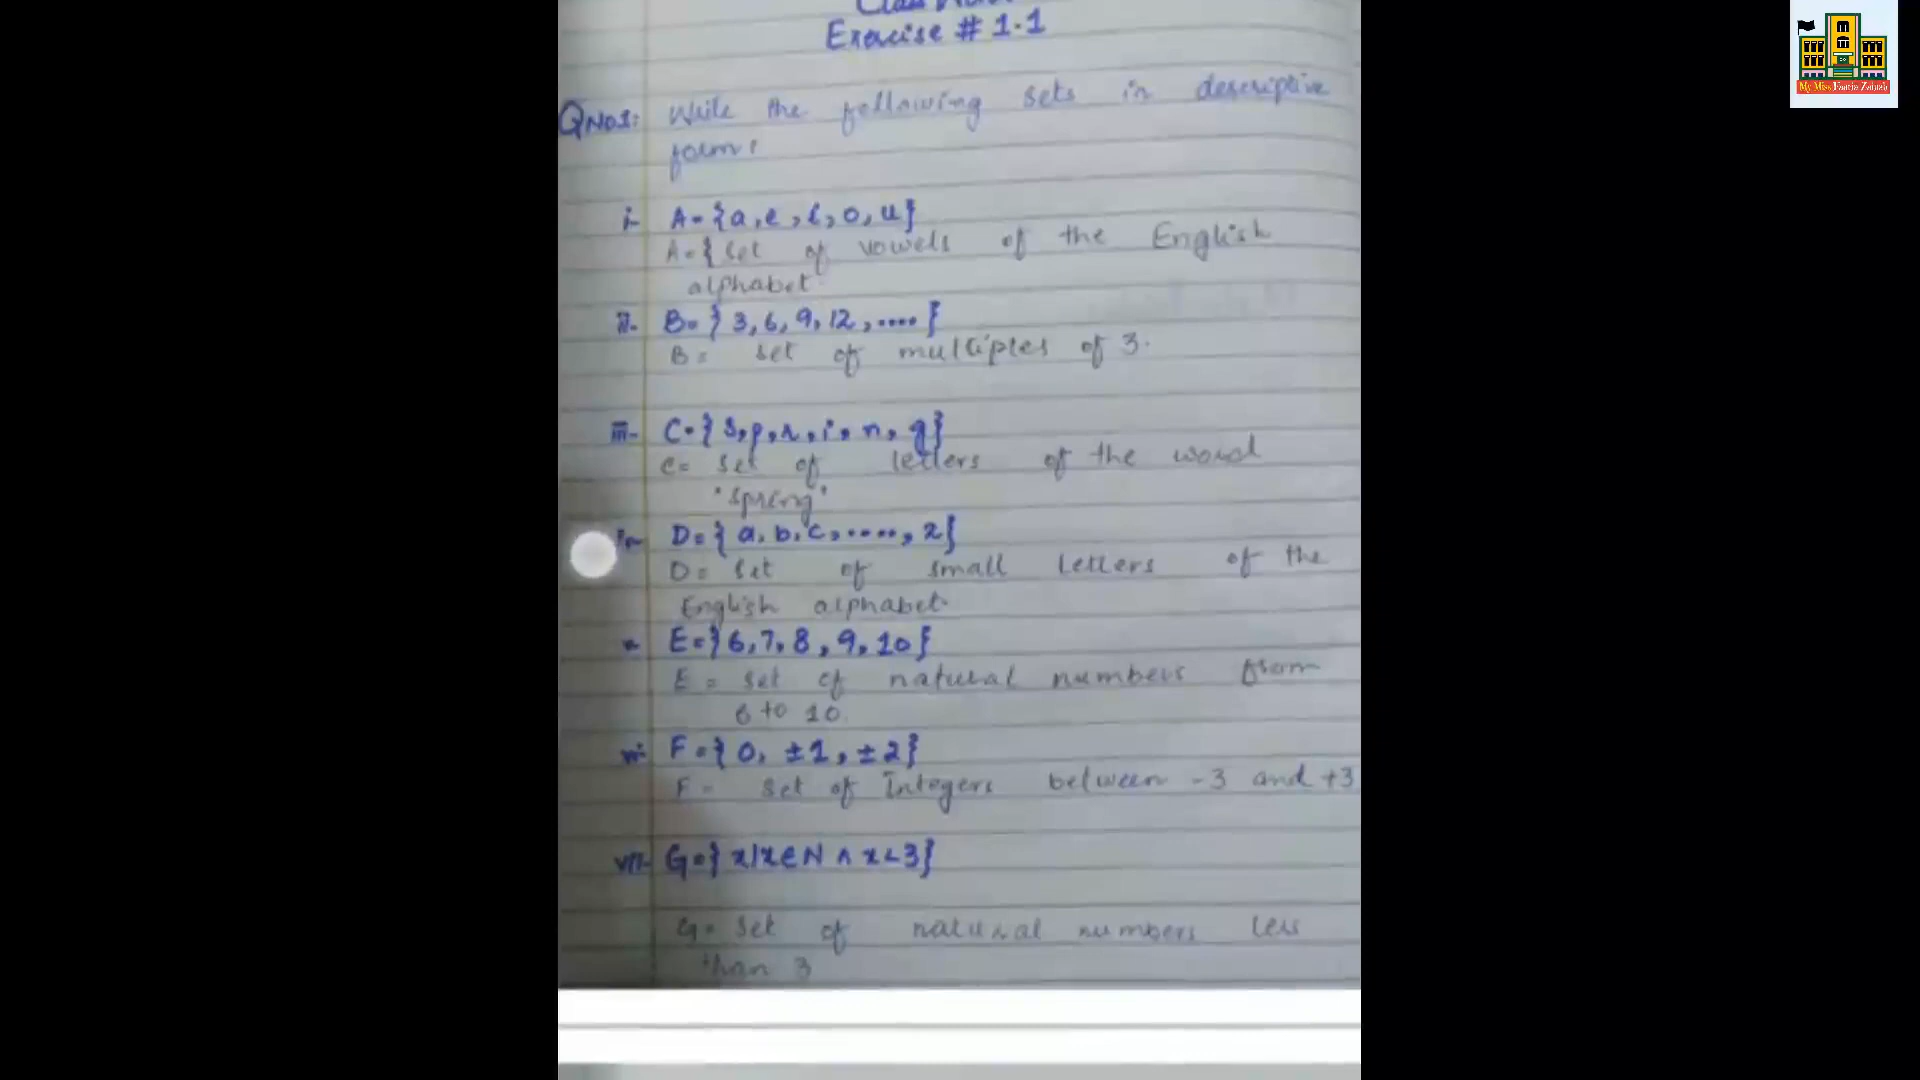 Exercise # 1.1
QNO1: Write the following sets in descriptive
form:
i- A={a,e,i,o,u}
A={set of vowels of the English
alphabet
ii- B={3,6,9,12,....}
B= set of multiples of 3.
iii- C={s,p,r,i,n,g}
C= set of letters of the word
"spring"
D={a,b,c,....,z}
D= set of small letters of the
English alphabet.
v- E={6,7,8,9,10}
E = set of natural numbers from
6 to 10.
vi- F={0, ±1, ±2}
F= set of Integers between -3 and +3
vii- G={x|x∈N ∧ x<3}
G= set of natural numbers less
than 3
My Miss Fouzia Zainab